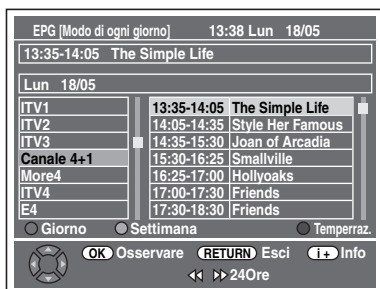 EPG [Modo di ogni giorno] 13:38 Lun 18/05
13:35-14:05 The Simple Life
Lun 18/05
ITV1 13:35-14:05 The Simple Life
ITV2 14:05-14:35 Style Her Famous
ITV3 14:35-15:30 Joan of Arcadia
Canale 4+1 15:30-16:25 Smallville
More4 16:25-17:00 Hollyoaks
ITV4 17:00-17:30 Friends
E4 17:30-18:30 Friends
Giorno Settimana Temperraz.
OK Osservare RETURN Esci i+ Info
24Ore